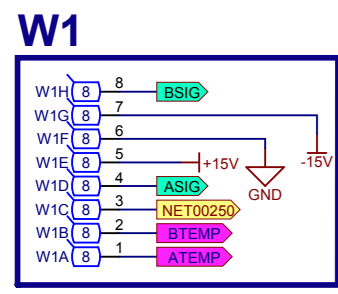 W1
W1H 8 8 BSIG
W1G 8 7
W1F 8 6
W1E 8 5 +15V -15V
W1D 8 4 ASIG GND
W1C 8 3 NET00250
W1B 8 2 BTEMP
W1A 8 1 ATEMP